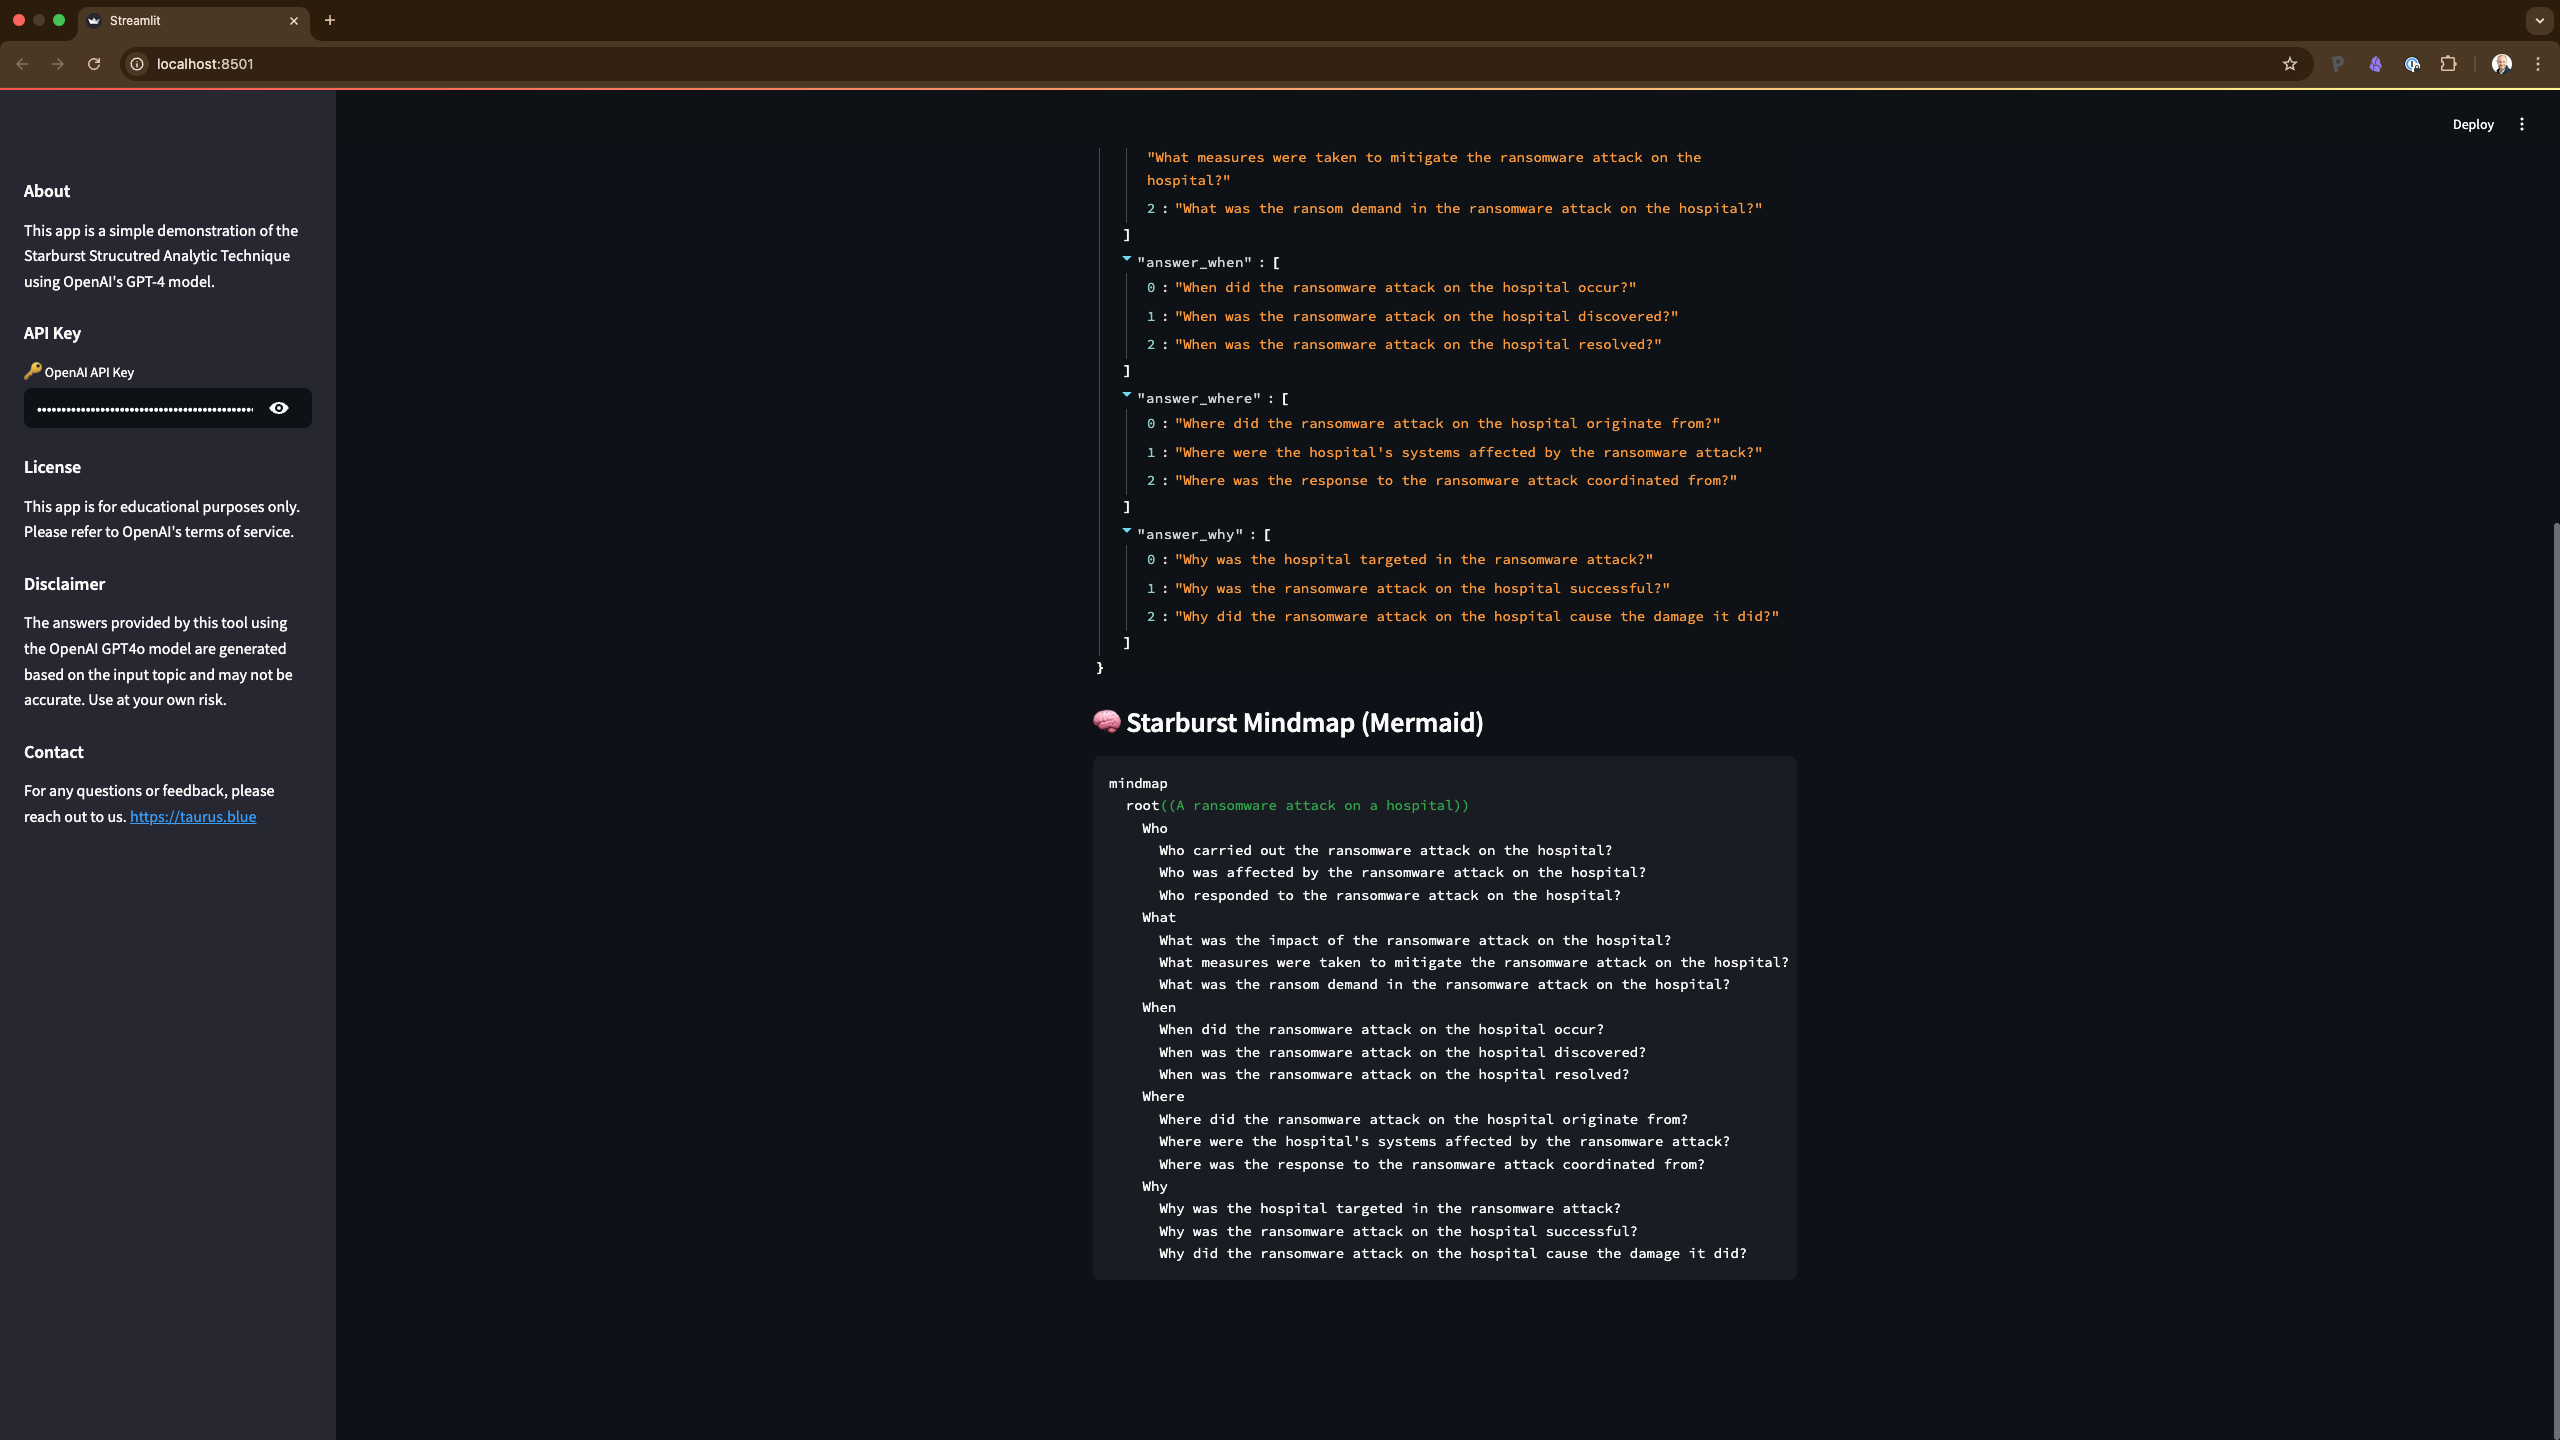 Streamlit
localhost:8501
Deploy
About
This app is a simple demonstration of the
Starburst Strucutred Analytic Technique
using OpenAI's GPT-4 model.
API Key
🔑 OpenAI API Key
License
This app is for educational purposes only.
Please refer to OpenAI's terms of service.
Disclaimer
The answers provided by this tool using
the OpenAI GPT4o model are generated
based on the input topic and may not be
accurate. Use at your own risk.
Contact
For any questions or feedback, please
reach out to us. https://taurus.blue
"What measures were taken to mitigate the ransomware attack on the
hospital?"
2 : "What was the ransom demand in the ransomware attack on the hospital?"
]
"answer_when" : [
0 : "When did the ransomware attack on the hospital occur?"
1 : "When was the ransomware attack on the hospital discovered?"
2 : "When was the ransomware attack on the hospital resolved?"
]
"answer_where" : [
0 : "Where did the ransomware attack on the hospital originate from?"
1 : "Where were the hospital's systems affected by the ransomware attack?"
2 : "Where was the response to the ransomware attack coordinated from?"
]
"answer_why" : [
0 : "Why was the hospital targeted in the ransomware attack?"
1 : "Why was the ransomware attack on the hospital successful?"
2 : "Why did the ransomware attack on the hospital cause the damage it did?"
]
}
🧠 Starburst Mindmap (Mermaid)
mindmap
root((A ransomware attack on a hospital))
Who
Who carried out the ransomware attack on the hospital?
Who was affected by the ransomware attack on the hospital?
Who responded to the ransomware attack on the hospital?
What
What was the impact of the ransomware attack on the hospital?
What measures were taken to mitigate the ransomware attack on the hospital?
What was the ransom demand in the ransomware attack on the hospital?
When
When did the ransomware attack on the hospital occur?
When was the ransomware attack on the hospital discovered?
When was the ransomware attack on the hospital resolved?
Where
Where did the ransomware attack on the hospital originate from?
Where were the hospital's systems affected by the ransomware attack?
Where was the response to the ransomware attack coordinated from?
Why
Why was the hospital targeted in the ransomware attack?
Why was the ransomware attack on the hospital successful?
Why did the ransomware attack on the hospital cause the damage it did?